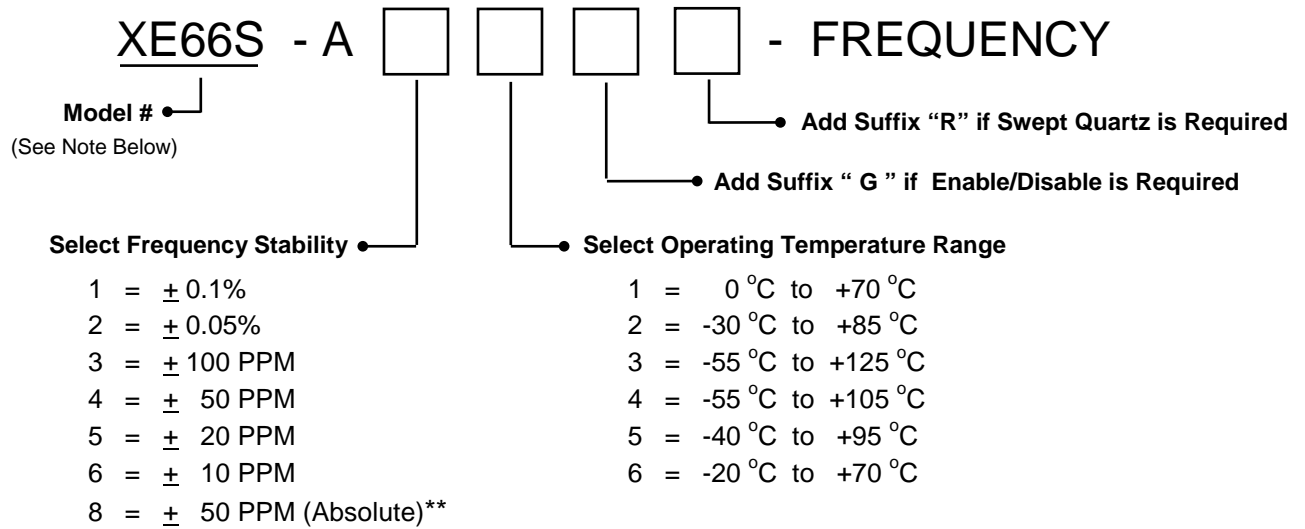 XE66S - A - FREQUENCY
Model #
(See Note Below)
Add Suffix “R” if Swept Quartz is Required
Add Suffix “ G ” if Enable/Disable is Required
Select Frequency Stability
1 = ± 0.1%
2 = ± 0.05%
3 = ± 100 PPM
4 = ± 50 PPM
5 = ± 20 PPM
6 = ± 10 PPM
8 = ± 50 PPM (Absolute)**
Select Operating Temperature Range
1 = 0 °C to +70 °C
2 = -30 °C to +85 °C
3 = -55 °C to +125 °C
4 = -55 °C to +105 °C
5 = -40 °C to +95 °C
6 = -20 °C to +70 °C